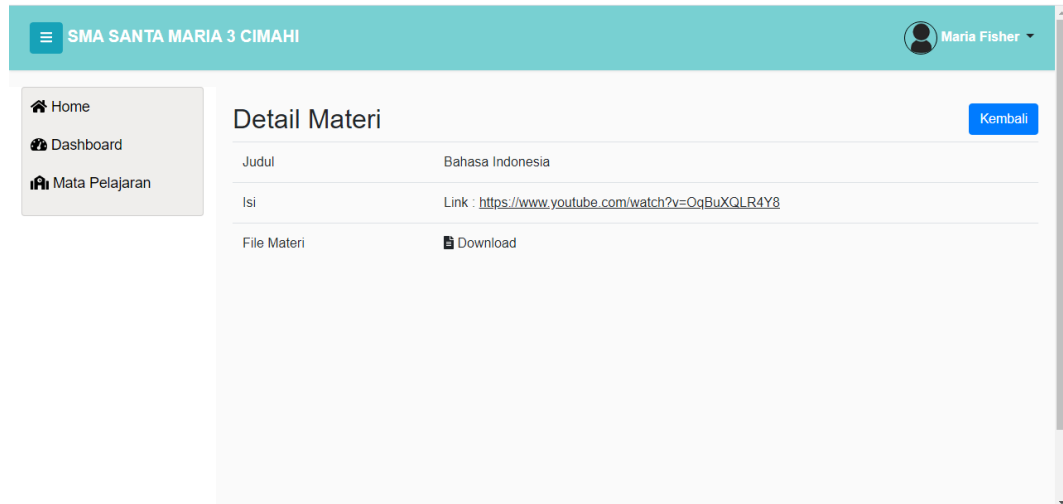 SMA SANTA MARIA 3 CIMAHI
Maria Fisher
Home
Dashboard
Mata Pelajaran
Detail Materi
Kembali
Judul Bahasa Indonesia
Isi Link : https://www.youtube.com/watch?v=OqBuXQLR4Y8
File Materi Download